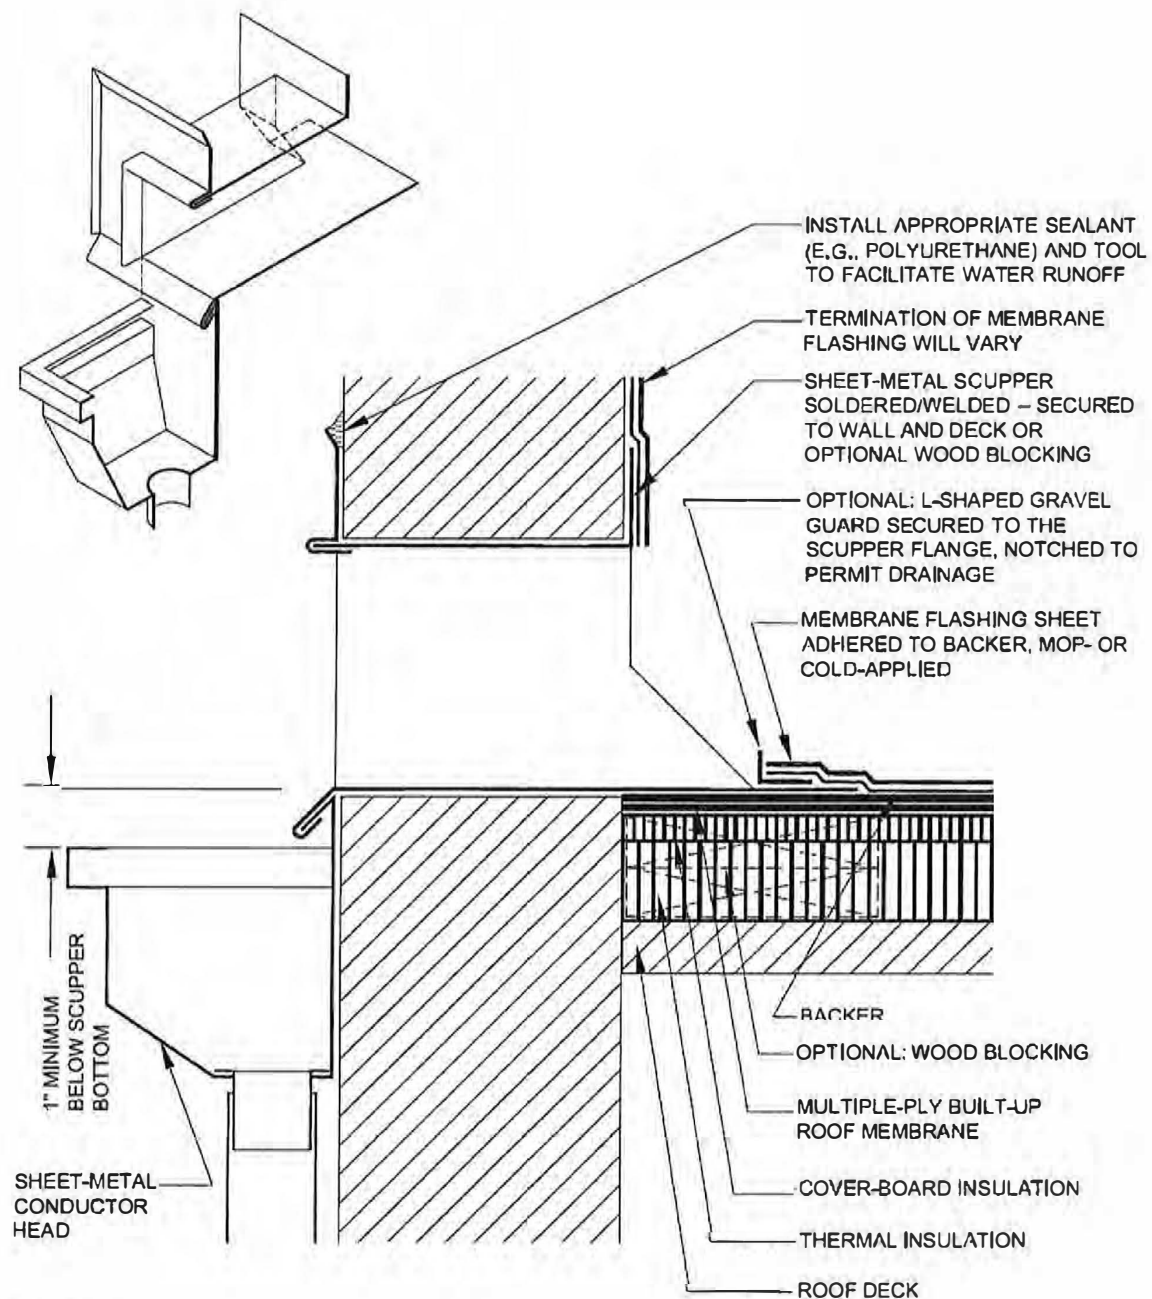 INSTALL APPROPRIATE SEALANT
(E.G., POLYURETHANE) AND TOOL
TO FACILITATE WATER RUNOFF
TERMINATION OF MEMBRANE
FLASHING WILL VARY
SHEET-METAL SCUPPER
SOLDERED/WELDED – SECURED
TO WALL AND DECK OR
OPTIONAL WOOD BLOCKING
OPTIONAL: L-SHAPED GRAVEL
GUARD SECURED TO THE
SCUPPER FLANGE, NOTCHED TO
PERMIT DRAINAGE
MEMBRANE FLASHING SHEET
ADHERED TO BACKER, MOP- OR
COLD-APPLIED
1" MINIMUM
BELOW SCUPPER
BOTTOM
SHEET-METAL
CONDUCTOR
HEAD
BACKER
OPTIONAL: WOOD BLOCKING
MULTIPLE-PLY BUILT-UP
ROOF MEMBRANE
COVER-BOARD INSULATION
THERMAL INSULATION
ROOF DECK